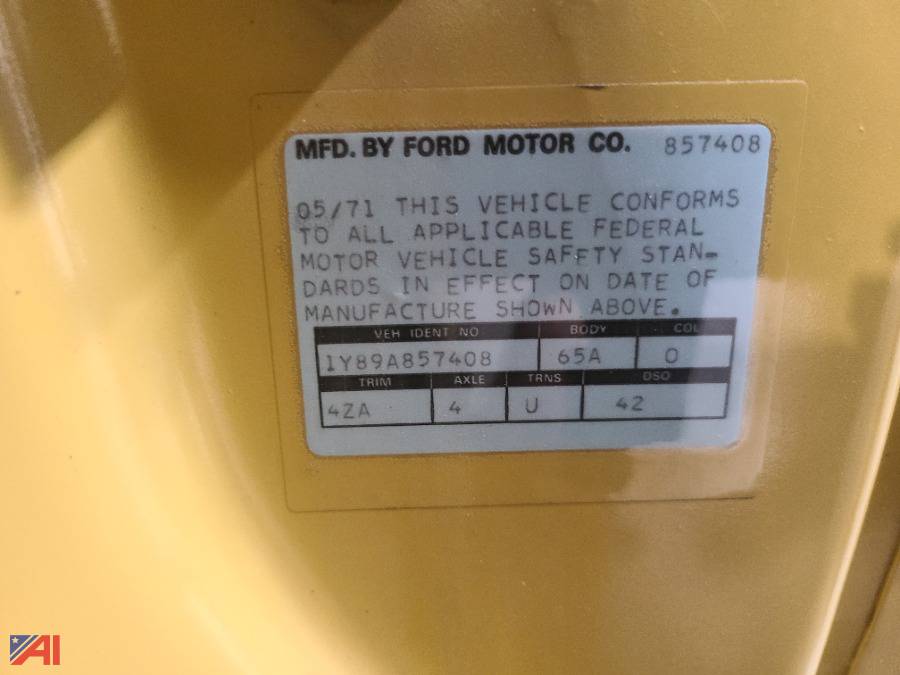 MFD. BY FORD MOTOR CO. 857408
05/71 THIS VEHICLE CONFORMS
TO ALL APPLICABLE FEDERAL
MOTOR VEHICLE SAFETY STAN-
DARDS IN EFFECT ON DATE OF
MANUFACTURE SHOWN ABOVE.
VEH IDENT NO BODY COL
1Y89A857408 65A O
TRIM AXLE TRNS DSO
4ZA 4 U 42
AI